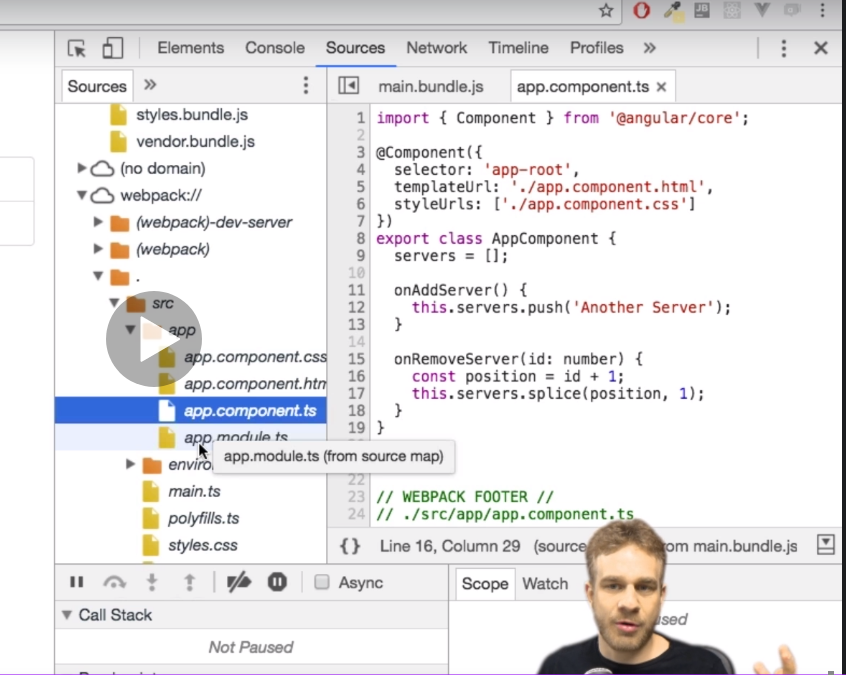 Elements Console Sources Network Timeline Profiles »
Sources »
main.bundle.js app.component.ts ×
styles.bundle.js
vendor.bundle.js
(no domain)
webpack://
(webpack)-dev-server
(webpack)
.
src
app
app.component.css
app.component.htm
app.component.ts
app.module.ts
app.module.ts (from source map)
main.ts
polyfills.ts
styles.css
1 import { Component } from '@angular/core';
2
3 @Component({
4 selector: 'app-root',
5 templateUrl: './app.component.html',
6 styleUrls: ['./app.component.css']
7 })
8 export class AppComponent {
9 servers = [];
10
11 onAddServer() {
12 this.servers.push('Another Server');
13 }
14
15 onRemoveServer(id: number) {
16 const position = id + 1;
17 this.servers.splice(position, 1);
18 }
19 }
22
23 // WEBPACK FOOTER //
24 // ./src/app/app.component.ts
{} Line 16, Column 29 (source from main.bundle.js
Async
Scope Watch
Call Stack
Not Paused